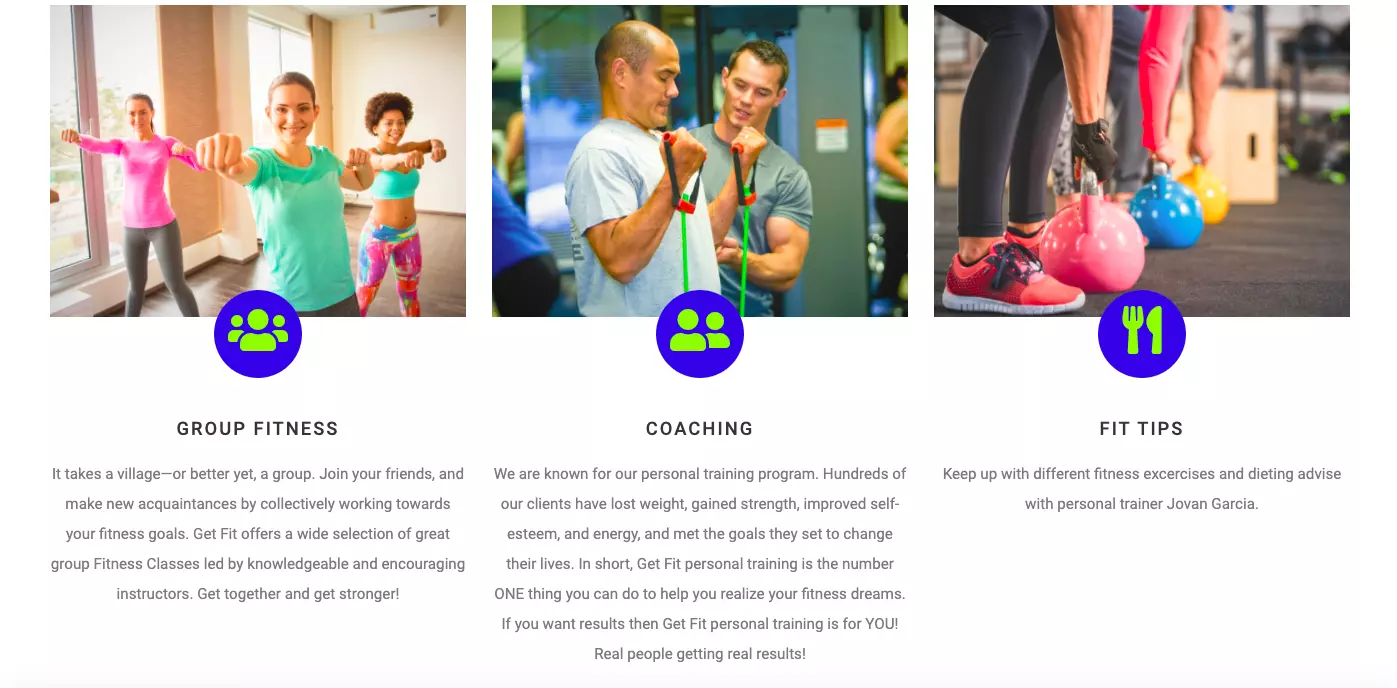 GROUP FITNESS
It takes a village—or better yet, a group. Join your friends, and
make new acquaintances by collectively working towards
your fitness goals. Get Fit offers a wide selection of great
group Fitness Classes led by knowledgeable and encouraging
instructors. Get together and get stronger!
COACHING
We are known for our personal training program. Hundreds of
our clients have lost weight, gained strength, improved self-
esteem, and energy, and met the goals they set to change
their lives. In short, Get Fit personal training is the number
ONE thing you can do to help you realize your fitness dreams.
If you want results then Get Fit personal training is for YOU!
Real people getting real results!
FIT TIPS
Keep up with different fitness excercises and dieting advise
with personal trainer Jovan Garcia.